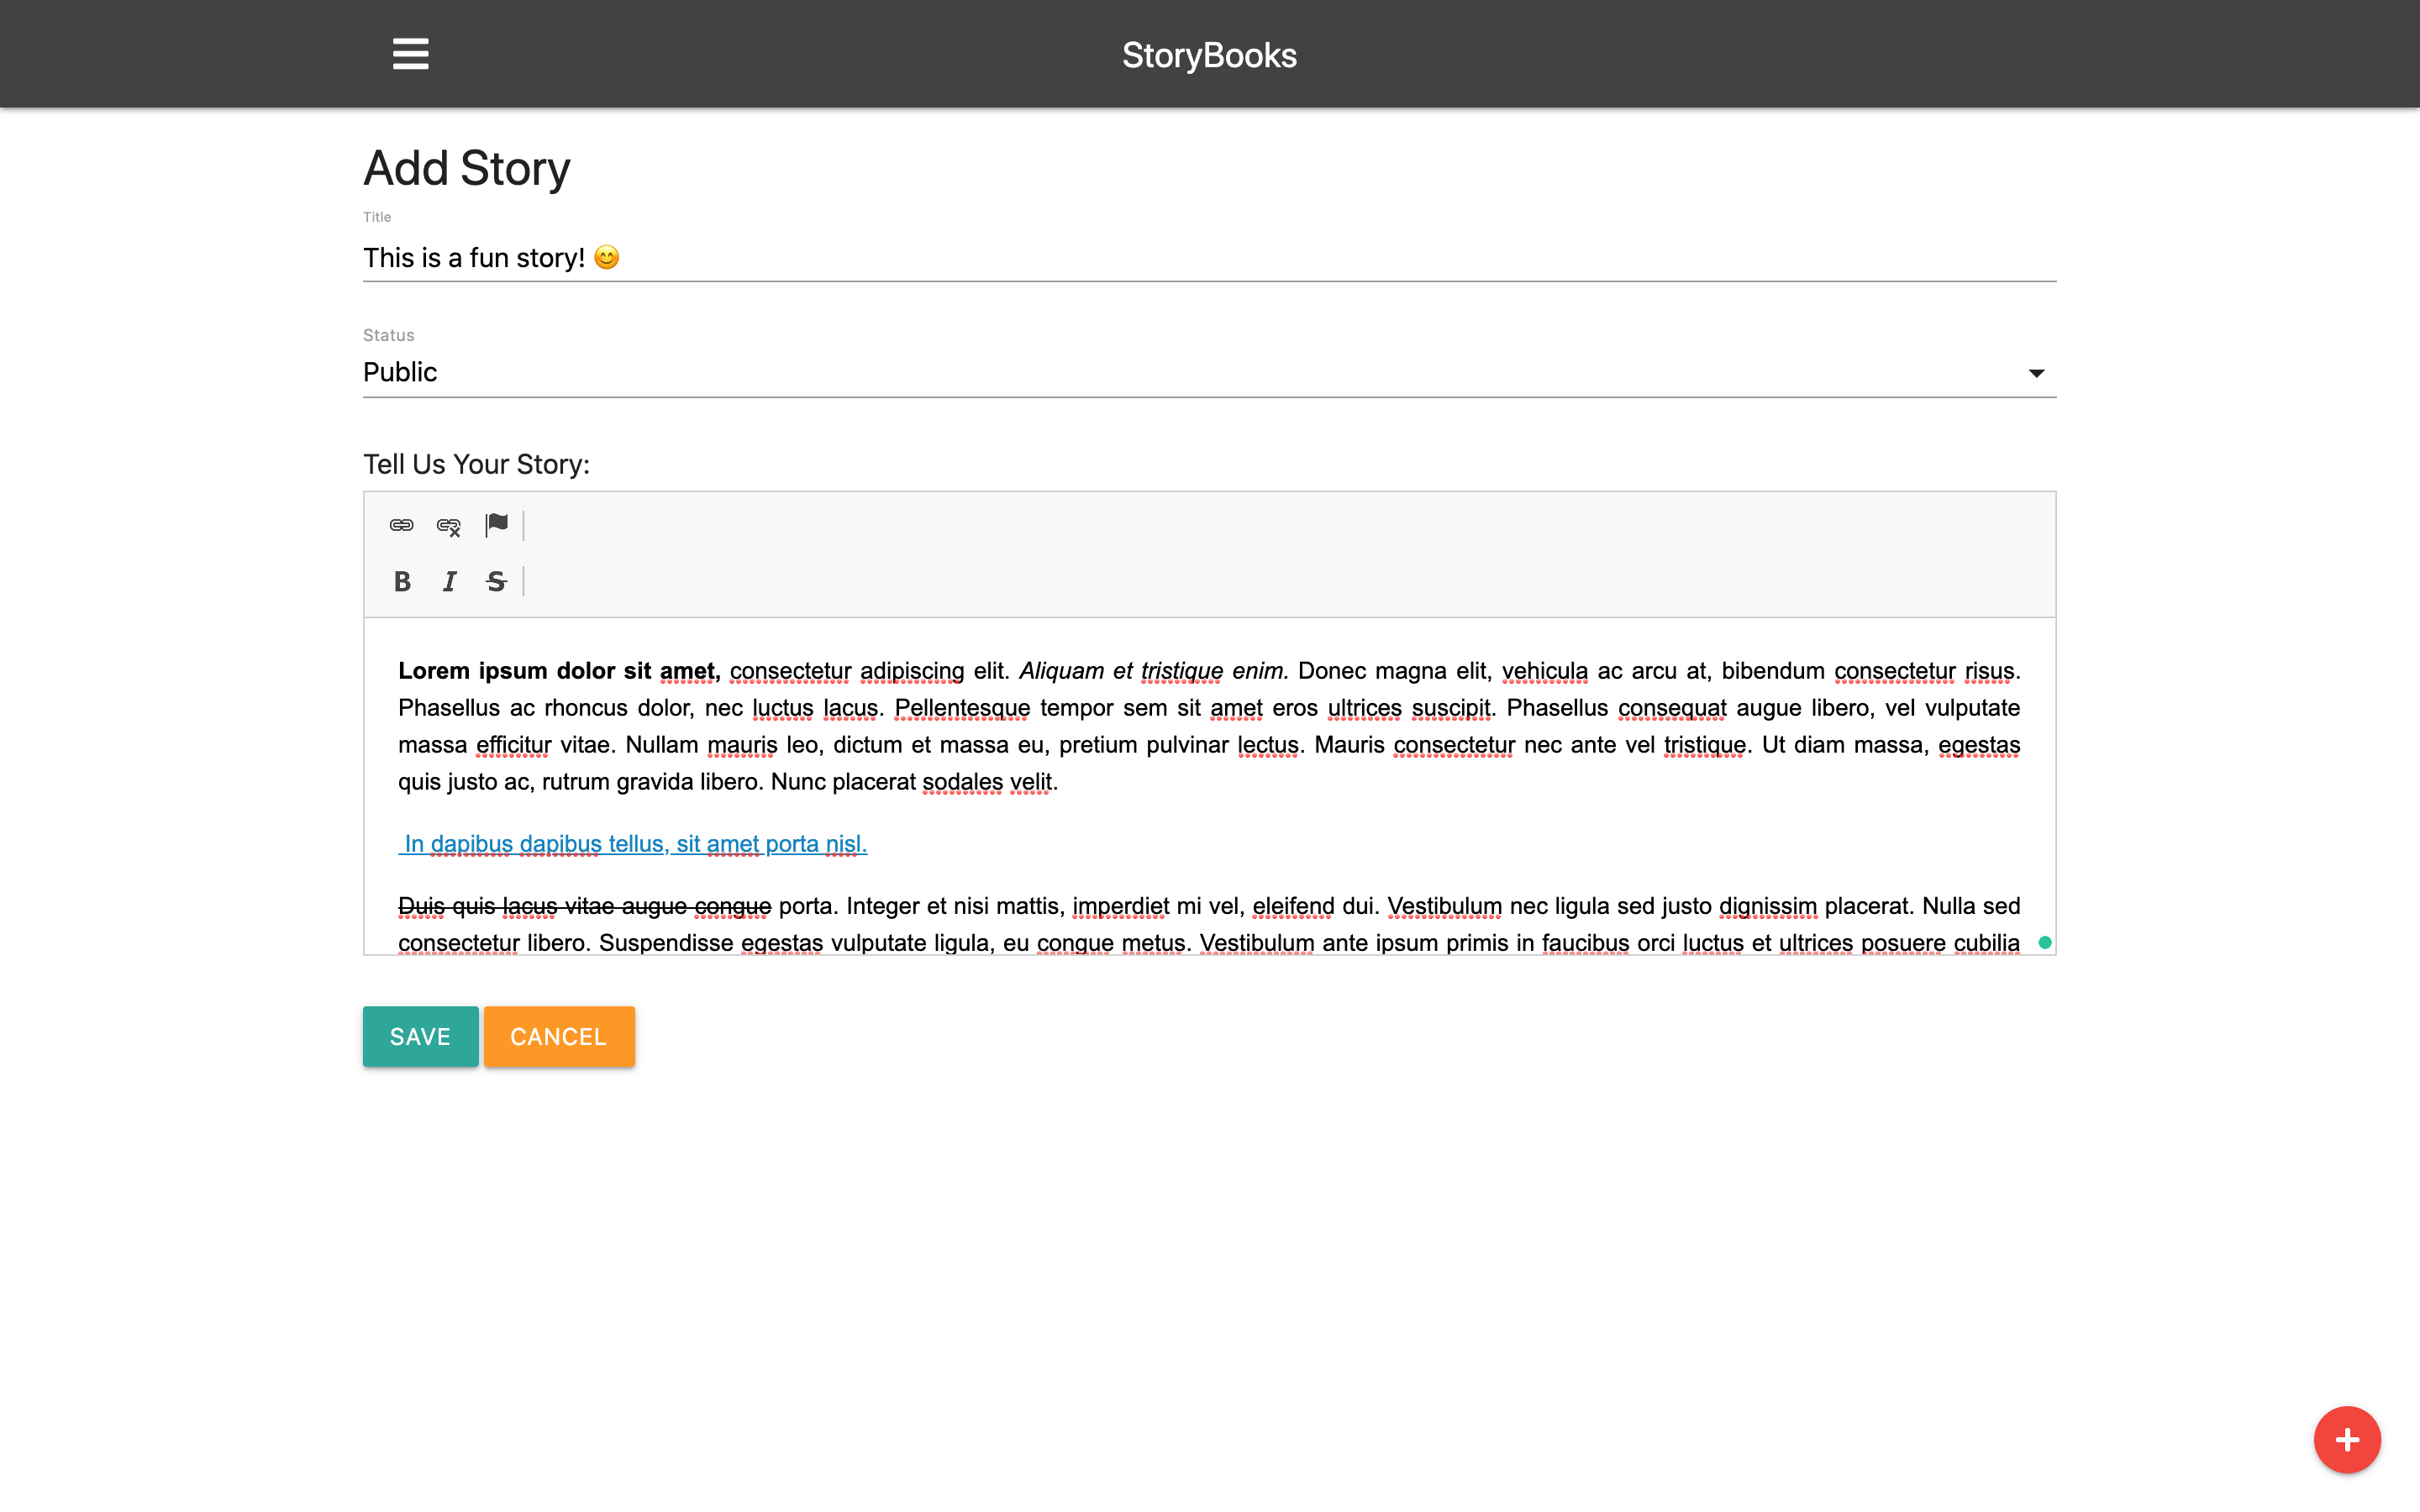 StoryBooks
Add Story
Title
This is a fun story! 😊
Status
Public
Tell Us Your Story:
B I S
Lorem ipsum dolor sit amet, consectetur adipiscing elit. Aliquam et tristique enim. Donec magna elit, vehicula ac arcu at, bibendum consectetur risus.
Phasellus ac rhoncus dolor, nec luctus lacus. Pellentesque tempor sem sit amet eros ultrices suscipit. Phasellus consequat augue libero, vel vulputate
massa efficitur vitae. Nullam mauris leo, dictum et massa eu, pretium pulvinar lectus. Mauris consectetur nec ante vel tristique. Ut diam massa, egestas
quis justo ac, rutrum gravida libero. Nunc placerat sodales velit.
In dapibus dapibus tellus, sit amet porta nisl.
Duis quis lacus vitae augue congue porta. Integer et nisi mattis, imperdiet mi vel, eleifend dui. Vestibulum nec ligula sed justo dignissim placerat. Nulla sed
consectetur libero. Suspendisse egestas vulputate ligula, eu congue metus. Vestibulum ante ipsum primis in faucibus orci luctus et ultrices posuere cubilia
SAVE CANCEL